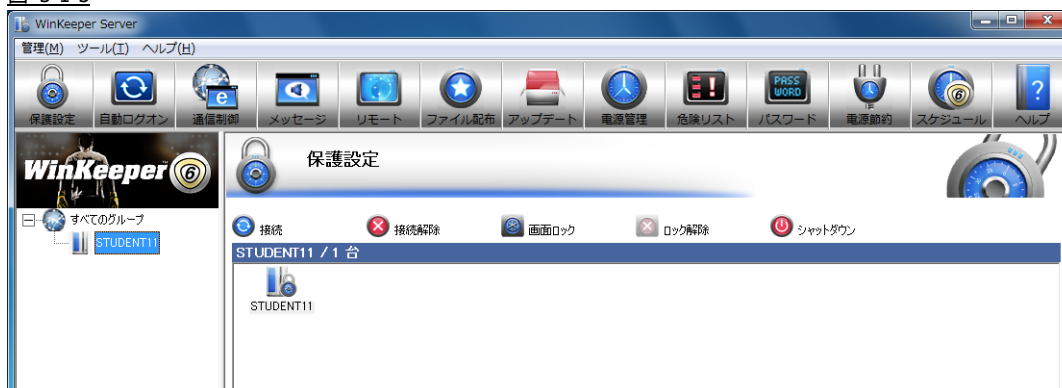 WinKeeper Server
管理(M) ツール(T) ヘルプ(H)
保護設定 自動ログオン 通信制御 メッセージ リモート ファイル配布 アップデート 電源管理 危険リスト パスワード 電源節約 スケジュール ヘルプ
PASS
WORD
WinKeeper 6
保護設定
すべてのグループ
STUDENT11
接続 接続解除 画面ロック ロック解除 シャットダウン
STUDENT11 / 1 台
STUDENT11